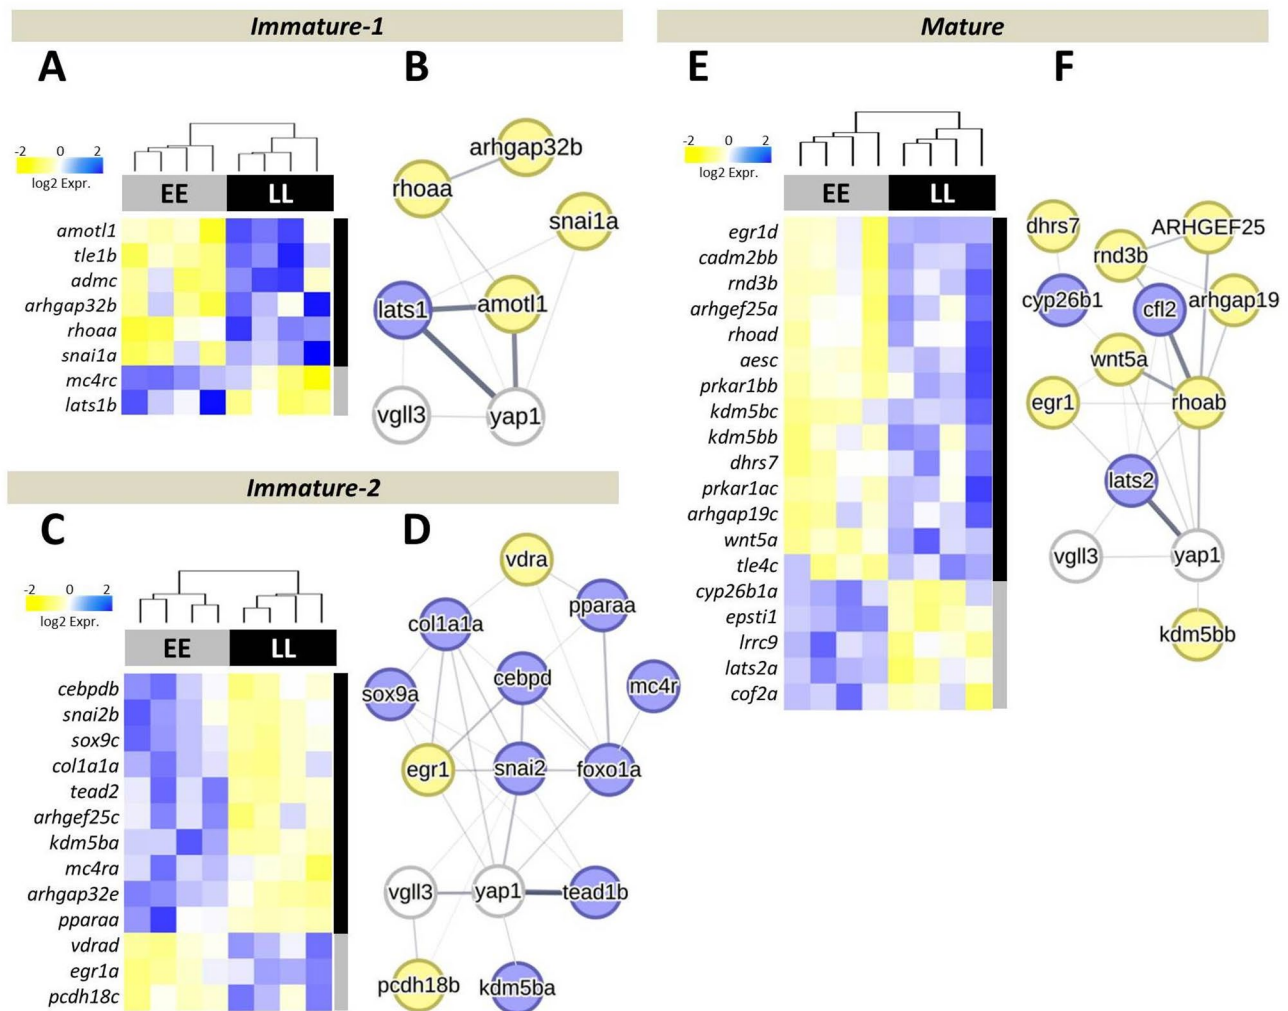 Immature-1
A
-2 0 2
log2 Expr.
EE LL
amotl1
tle1b
admc
arhgap32b
rhoaa
snai1a
mc4rc
lats1b
B
arhgap32b
rhoaa
snai1a
lats1
amotl1
vgll3
yap1
Immature-2
C
-2 0 2
log2 Expr.
EE LL
cebpdb
snai2b
sox9c
col1a1a
tead2
arhgef25c
kdm5ba
mc4ra
arhgap32e
pparaa
vdrad
egr1a
pcdh18c
D
vdra
pparaa
col1a1a
cebpd
mc4r
sox9a
egr1
snai2
foxo1a
vgll3
yap1
tead1b
pcdh18b
kdm5ba
Mature
E
-2 0 2
log2 Expr.
EE LL
egr1d
cadm2bb
rnd3b
arhgef25a
rhoad
aesc
prkar1bb
kdm5bc
kdm5bb
dhrs7
prkar1ac
arhgap19c
wnt5a
tle4c
cyp26b1a
epsti1
lrrc9
lats2a
cof2a
F
dhrs7
ARHGEF25
rnd3b
cyp26b1
cfl2
arhgap19
wnt5a
egr1
rhoab
lats2
vgll3
yap1
kdm5bb